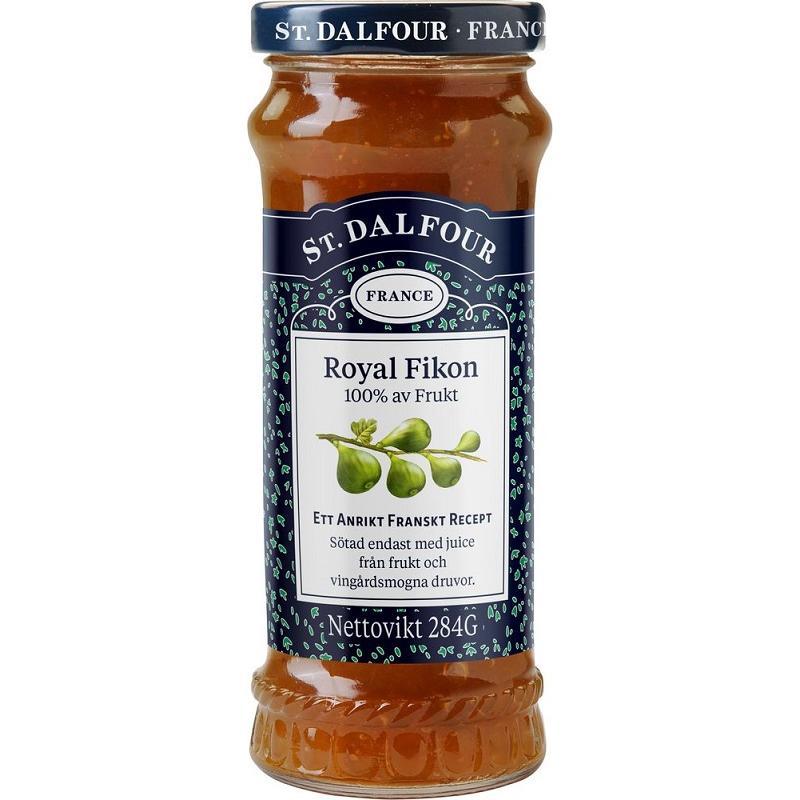 ST. DALFOUR · FRANC
ST. DALFOUR
FRANCE
Royal Fikon
100% av Frukt
ETT ANRIKT FRANSKT RECEPT
Sötad endast med juice
från frukt och
vingårdsmogna druvor.
Nettovikt 284G